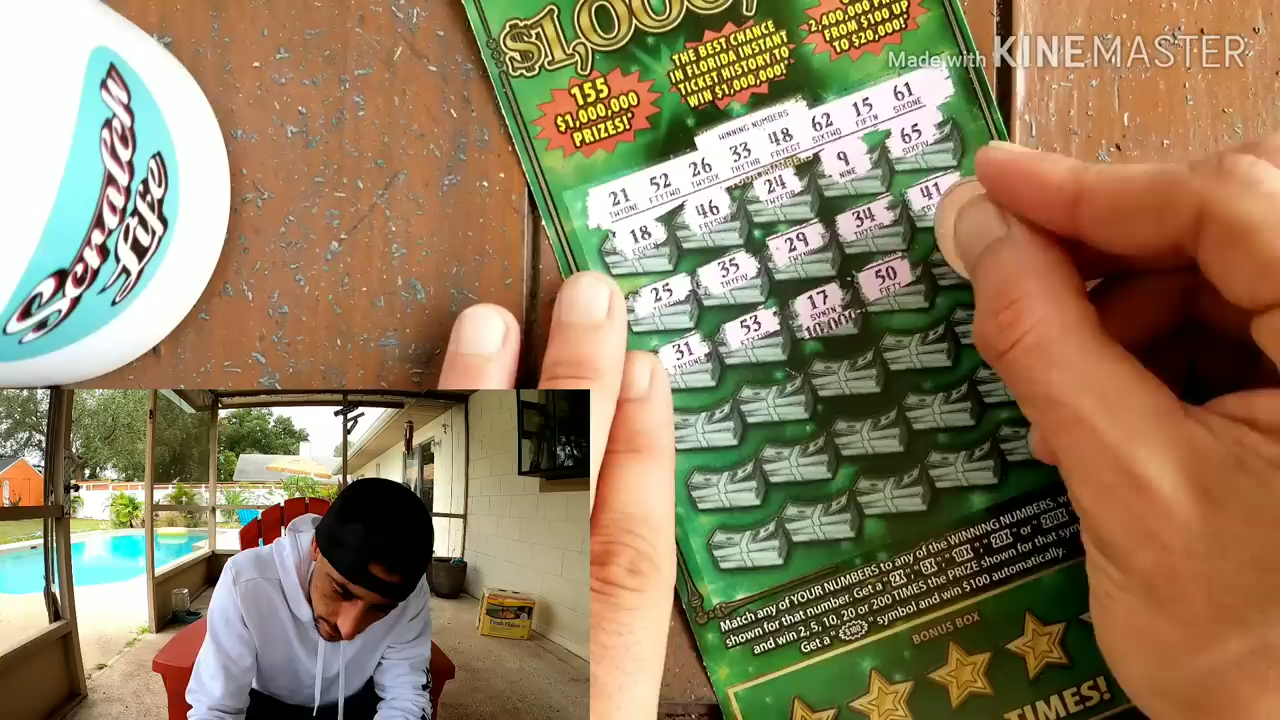 $1,000,
155
$1,000,000
PRIZES!*
THE BEST CHANCE
IN FLORIDA INSTANT
TICKET HISTORY TO
WIN $1,000,000!
2,400,000
FROM $100 UP
TO $20,000!
Made with KINEMASTER
Scratch
Life
WINNING NUMBERS
21 52 26 33 48 62 15 61
THYONE FTYTWO TWYSIX THYTHR FRYEGT SIXTWO FIFTN SIXONE
YOUR NUMBERS
18 46 24 9 65
EGHTN FRYSIX TWYFOR NINE SIXFIV
25 35 29 34 41
THYFIV THYFOR
31 53 17 50
THYONE FTYTHR SVNTN FIFTY
10,000
Match any of YOUR NUMBERS to any of the WINNING NUMBERS,
shown for that number. Get a "2X", "5X", "10X", "20X" or "200X"
and win 2, 5, 10, 20 or 200 TIMES the PRIZE shown for that
Get a "$100" symbol and win $100 automatically.
BONUS BOX
TIMES!